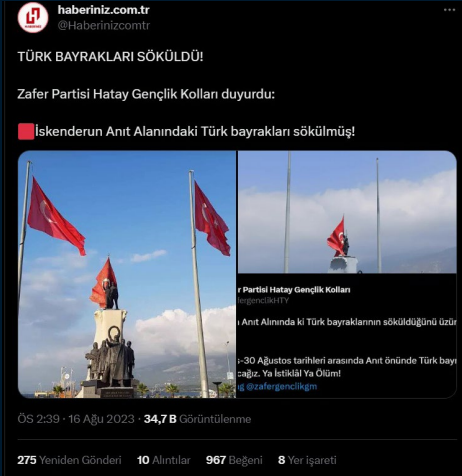 haberiniz.com.tr
@Haberinizcomtr
TÜRK BAYRAKLARI SÖKÜLDÜ!
Zafer Partisi Hatay Gençlik Kolları duyurdu:
İskenderun Anıt Alanındaki Türk bayrakları sökülmüş!
r Partisi Hatay Gençlik Kolları
fergenclikHTY
ı Anıt Alanında ki Türk bayraklarının söküldüğünü üzün
-30 Ağustos tarihleri arasında Anıt önünde Türk bayr
cağız. Ya İstiklâl Ya Ölüm!
@zafergenclikgm
ÖS 2:39 · 16 Ağu 2023 · 34,7 B Görüntülenme
275 Yeniden Gönderi 10 Alıntılar 967 Beğeni 8 Yer işareti